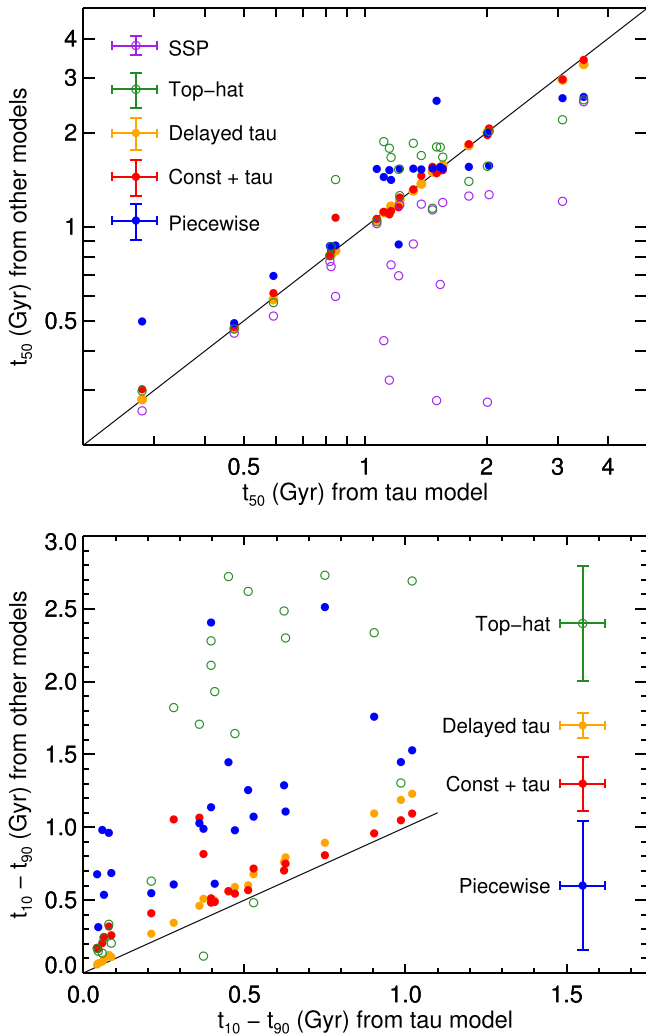 4
2
1
0.5
SSP
Top−hat
Delayed tau
Const + tau
Piecewise
t50 (Gyr) from other models
0.5 1 2 4
t50 (Gyr) from tau model
3.0
2.5
2.0
1.5
1.0
0.5
0.0
Top−hat
Delayed tau
Const + tau
Piecewise
t10 − t90 (Gyr) from other models
0.0 0.5 1.0 1.5
t10 − t90 (Gyr) from tau model